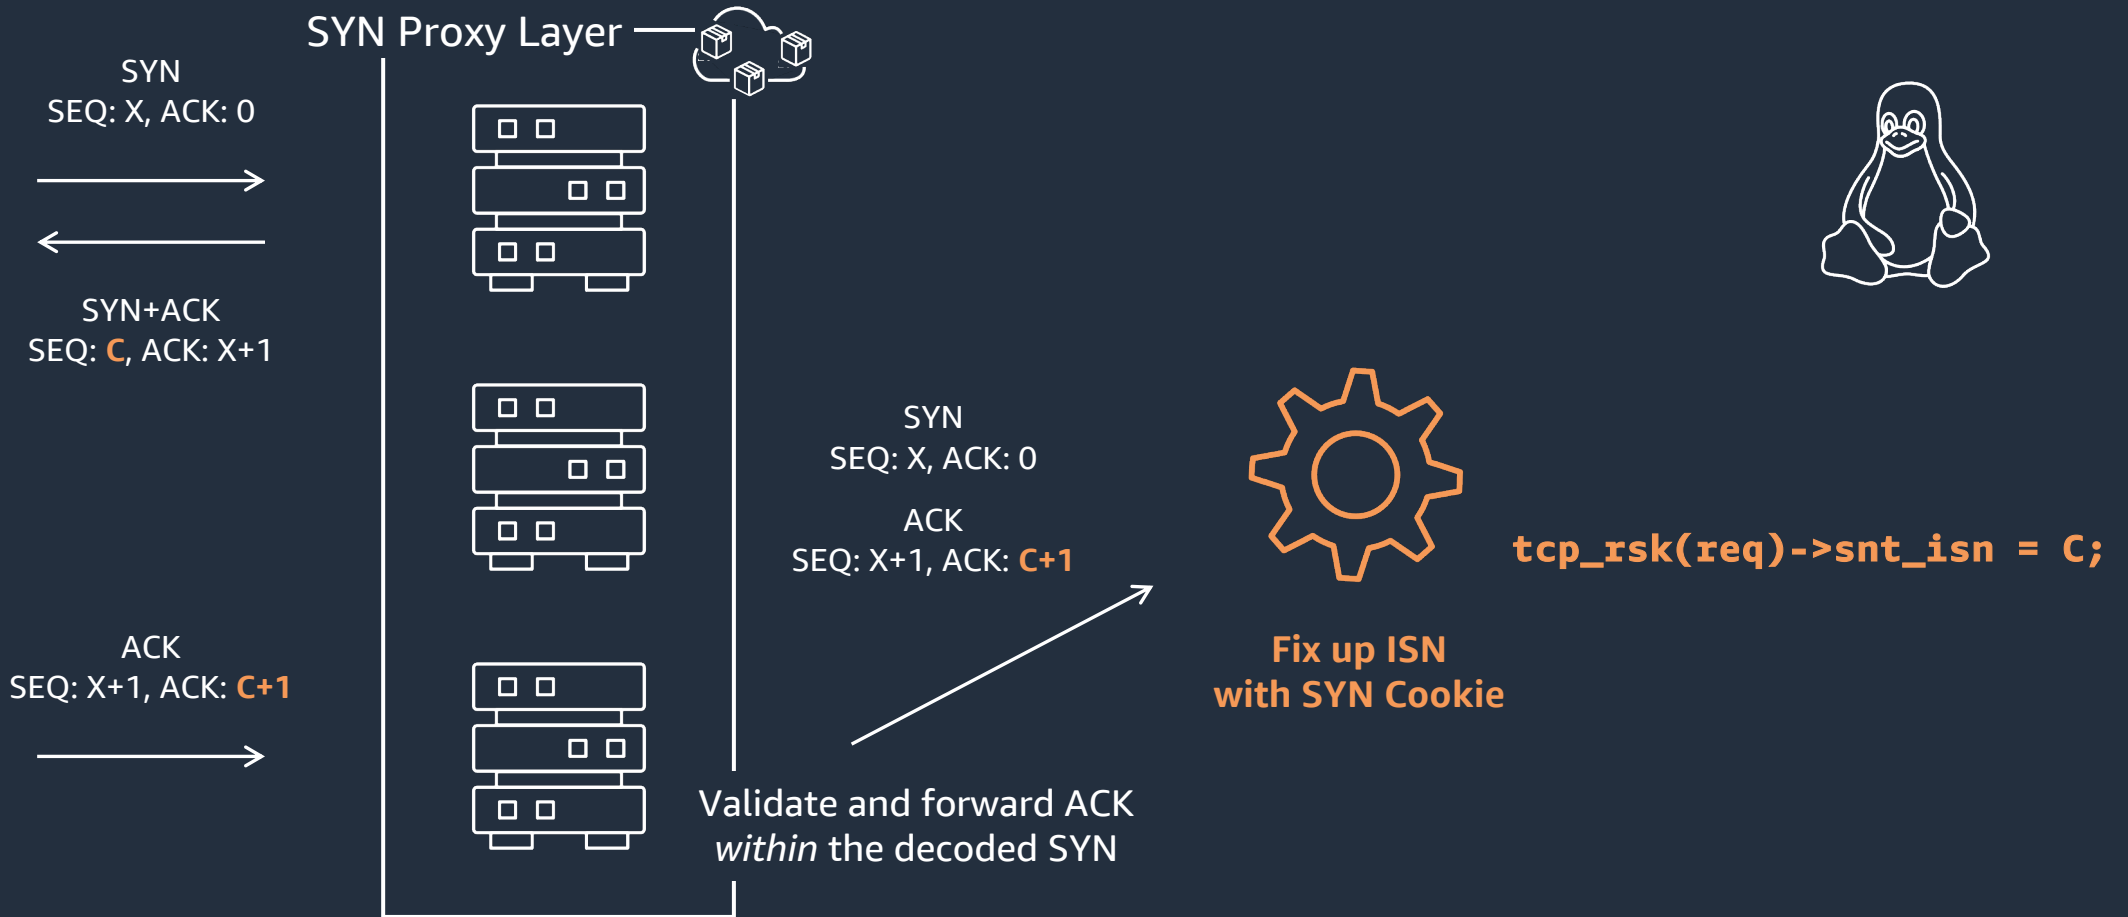 SYN Proxy Layer
SYN
SEQ: X, ACK: 0
SYN+ACK
SEQ: C, ACK: X+1
ACK
SEQ: X+1, ACK: C+1
SYN
SEQ: X, ACK: 0
ACK
SEQ: X+1, ACK: C+1
Validate and forward ACK
within the decoded SYN
Fix up ISN
with SYN Cookie
tcp_rsk(req)->snt_isn = C;